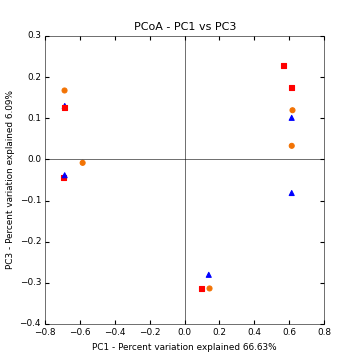 PCoA - PC1 vs PC3
0.3
0.2
0.1
0.0
−0.1
−0.2
−0.3
−0.4
PC3 - Percent variation explained 6.09%
−0.8 −0.6 −0.4 −0.2 0.0 0.2 0.4 0.6 0.8
PC1 - Percent variation explained 66.63%